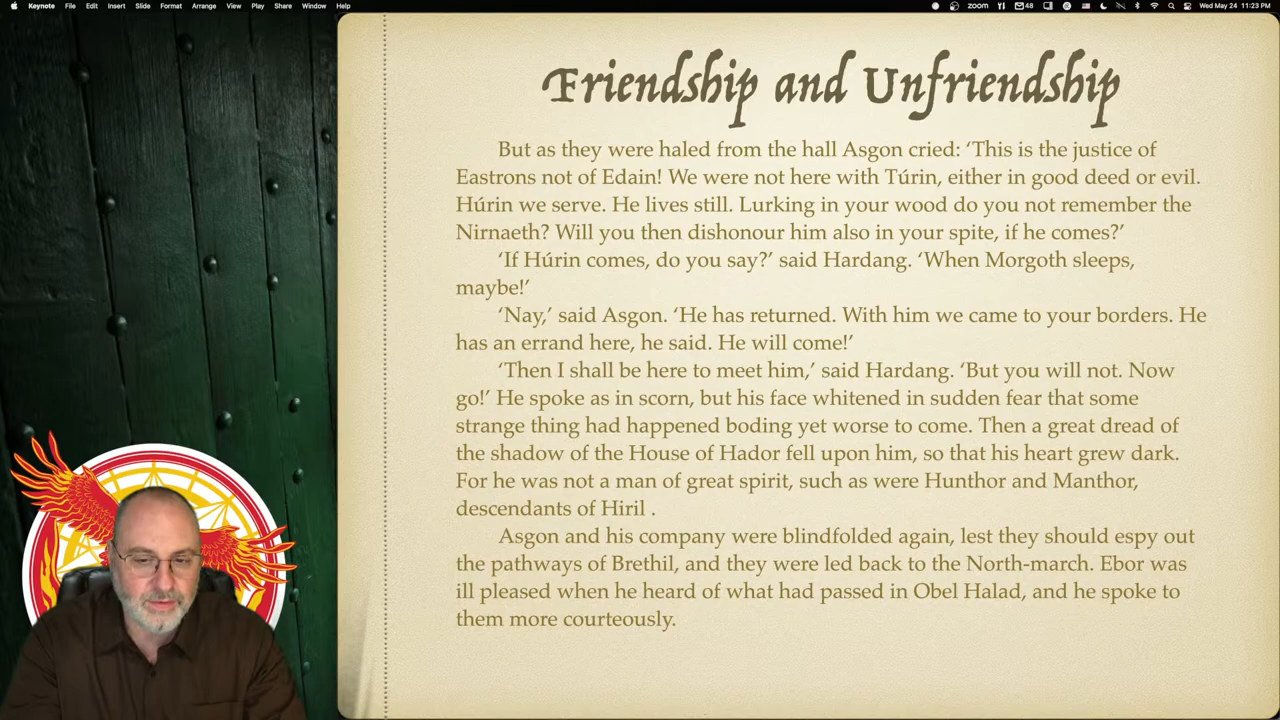 Keynote File Edit Insert Slide Format Arrange View Play Share Window Help zoom 48 Wed May 24 11:23 PM
Friendship and Unfriendship
But as they were haled from the hall Asgon cried: ‘This is the justice of
Eastrons not of Edain! We were not here with Túrin, either in good deed or evil.
Húrin we serve. He lives still. Lurking in your wood do you not remember the
Nirnaeth? Will you then dishonour him also in your spite, if he comes?’
‘If Húrin comes, do you say?’ said Hardang. ‘When Morgoth sleeps,
maybe!’
‘Nay,’ said Asgon. ‘He has returned. With him we came to your borders. He
has an errand here, he said. He will come!’
‘Then I shall be here to meet him,’ said Hardang. ‘But you will not. Now
go!’ He spoke as in scorn, but his face whitened in sudden fear that some
strange thing had happened boding yet worse to come. Then a great dread of
the shadow of the House of Hador fell upon him, so that his heart grew dark.
For he was not a man of great spirit, such as were Hunthor and Manthor,
descendants of Hiril .
Asgon and his company were blindfolded again, lest they should espy out
the pathways of Brethil, and they were led back to the North-march. Ebor was
ill pleased when he heard of what had passed in Obel Halad, and he spoke to
them more courteously.